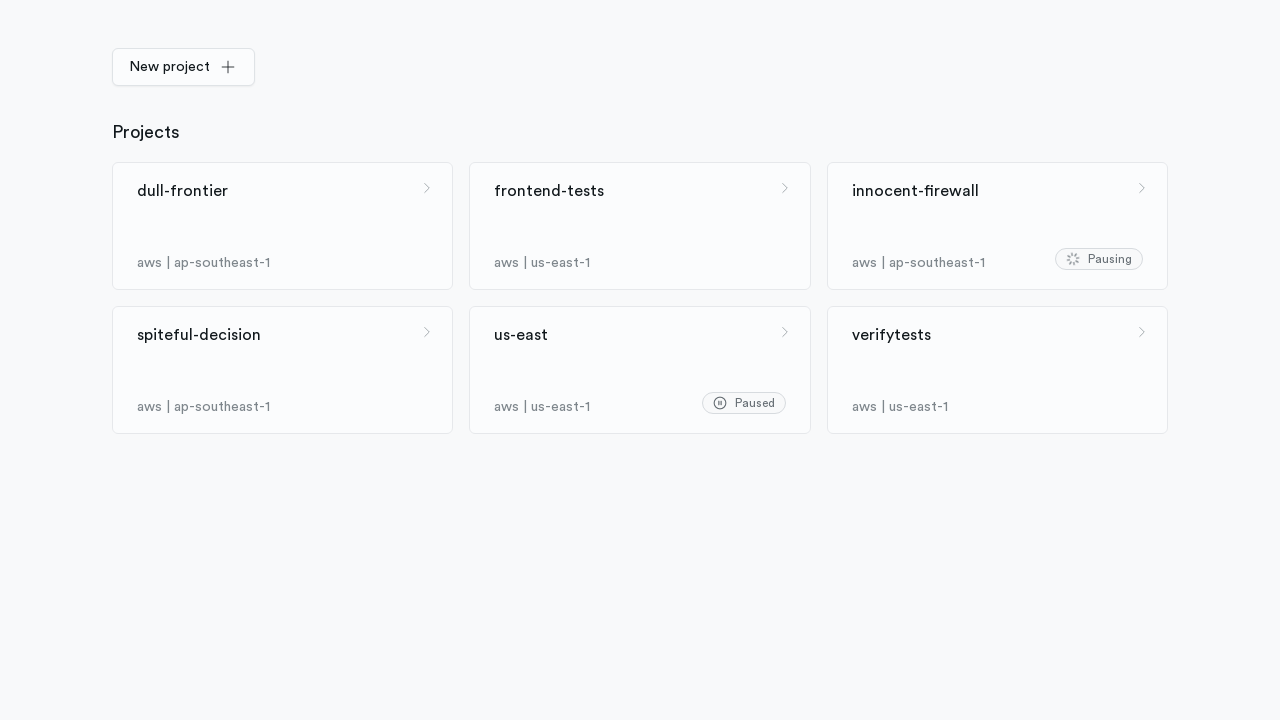 New project
Projects
dull-frontier
aws | ap-southeast-1
frontend-tests
aws | us-east-1
innocent-firewall
aws | ap-southeast-1
Pausing
spiteful-decision
aws | ap-southeast-1
us-east
aws | us-east-1
Paused
verifytests
aws | us-east-1